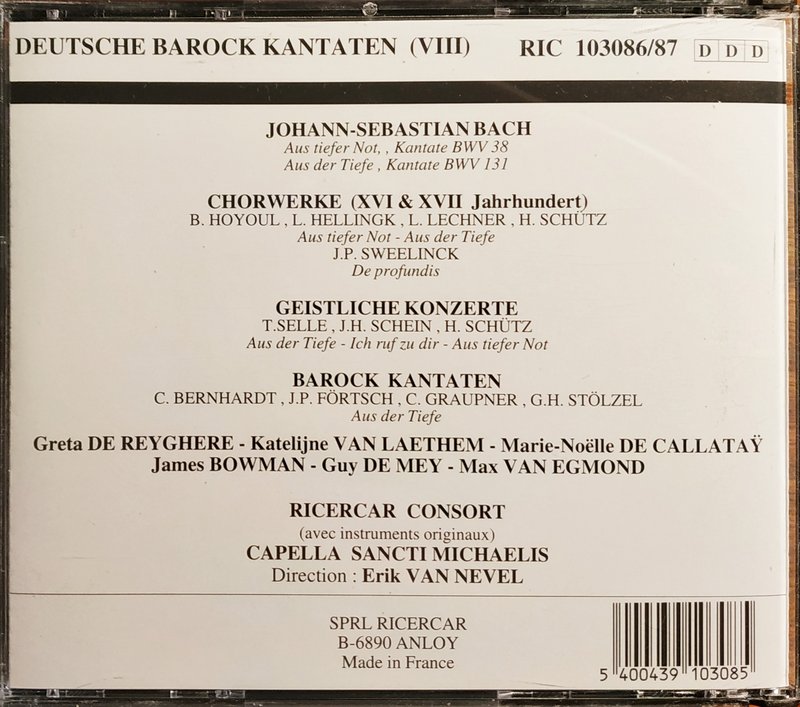 DEUTSCHE BAROCK KANTATEN (VIII) RIC 103086/87 D D D
JOHANN-SEBASTIAN BACH
Aus tiefer Not, , Kantate BWV 38
Aus der Tiefe , Kantate BWV 131
CHORWERKE (XVI & XVII Jahrhundert)
B. HOYOUL , L. HELLINGK , L. LECHNER , H. SCHÜTZ
Aus tiefer Not - Aus der Tiefe
J.P. SWEELINCK
De profundis
GEISTLICHE KONZERTE
T.SELLE , J.H. SCHEIN , H. SCHÜTZ
Aus der Tiefe - Ich ruf zu dir - Aus tiefer Not
BAROCK KANTATEN
C. BERNHARDT , J.P. FÖRTSCH , C. GRAUPNER , G.H. STÖLZEL
Aus der Tiefe
Greta DE REYGHERE - Katelijne VAN LAETHEM - Marie-Noëlle DE CALLATAŸ
James BOWMAN - Guy DE MEY - Max VAN EGMOND
RICERCAR CONSORT
(avec instruments originaux)
CAPELLA SANCTI MICHAELIS
Direction : Erik VAN NEVEL
SPRL RICERCAR
B-6890 ANLOY
Made in France
5 400439 103085